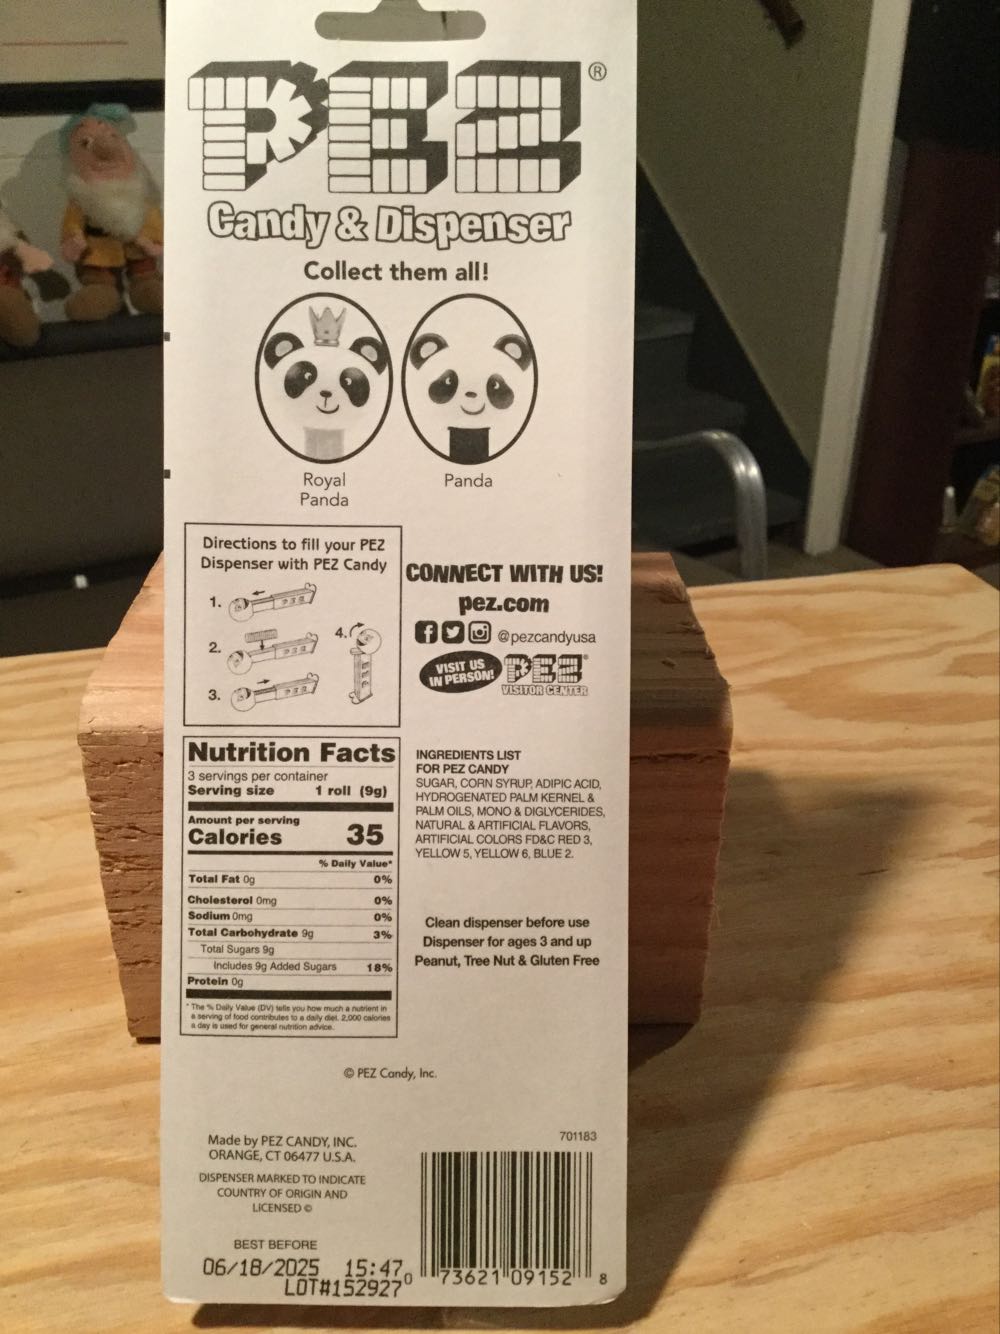 PEZ®
Candy & Dispenser
Collect them all!
Royal
Panda
Panda
Directions to fill your PEZ
Dispenser with PEZ Candy
1.
2.
3.
4.
CONNECT WITH US!
pez.com
@pezcandyusa
VISIT US
IN PERSON!
PEZ
VISITOR CENTER
Nutrition Facts
3 servings per container
Serving size 1 roll (9g)
Amount per serving
Calories 35
% Daily Value*
Total Fat 0g 0%
Cholesterol 0mg 0%
Sodium 0mg 0%
Total Carbohydrate 9g 3%
Total Sugars 9g
Includes 9g Added Sugars 18%
Protein 0g
* The % Daily Value (DV) tells you how much a nutrient in
a serving of food contributes to a daily diet. 2,000 calories
a day is used for general nutrition advice.
INGREDIENTS LIST
FOR PEZ CANDY
SUGAR, CORN SYRUP, ADIPIC ACID,
HYDROGENATED PALM KERNEL &
PALM OILS, MONO & DIGLYCERIDES,
NATURAL & ARTIFICIAL FLAVORS,
ARTIFICIAL COLORS FD&C RED 3,
YELLOW 5, YELLOW 6, BLUE 2.
Clean dispenser before use
Dispenser for ages 3 and up
Peanut, Tree Nut & Gluten Free
© PEZ Candy, Inc.
Made by PEZ CANDY, INC.
ORANGE, CT 06477 U.S.A.
DISPENSER MARKED TO INDICATE
COUNTRY OF ORIGIN AND
LICENSED ©
BEST BEFORE
06/18/2025 15:47
LOT#152927
701183
0 73621 09152 8